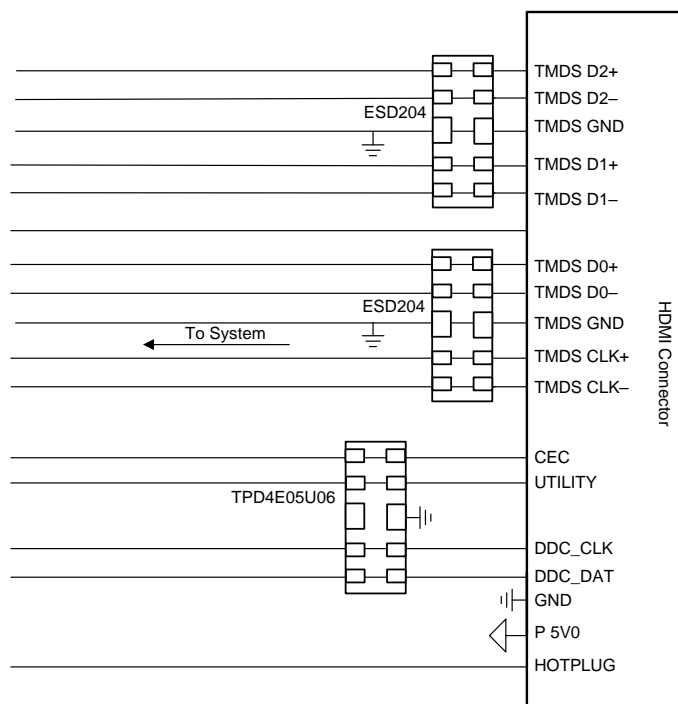 TMDS D2+
TMDS D2–
ESD204
TMDS GND
TMDS D1+
TMDS D1–
TMDS D0+
TMDS D0–
ESD204
TMDS GND
To System
TMDS CLK+
TMDS CLK–
HDMI Connector
CEC
UTILITY
TPD4E05U06
DDC_CLK
DDC_DAT
GND
P 5V0
HOTPLUG